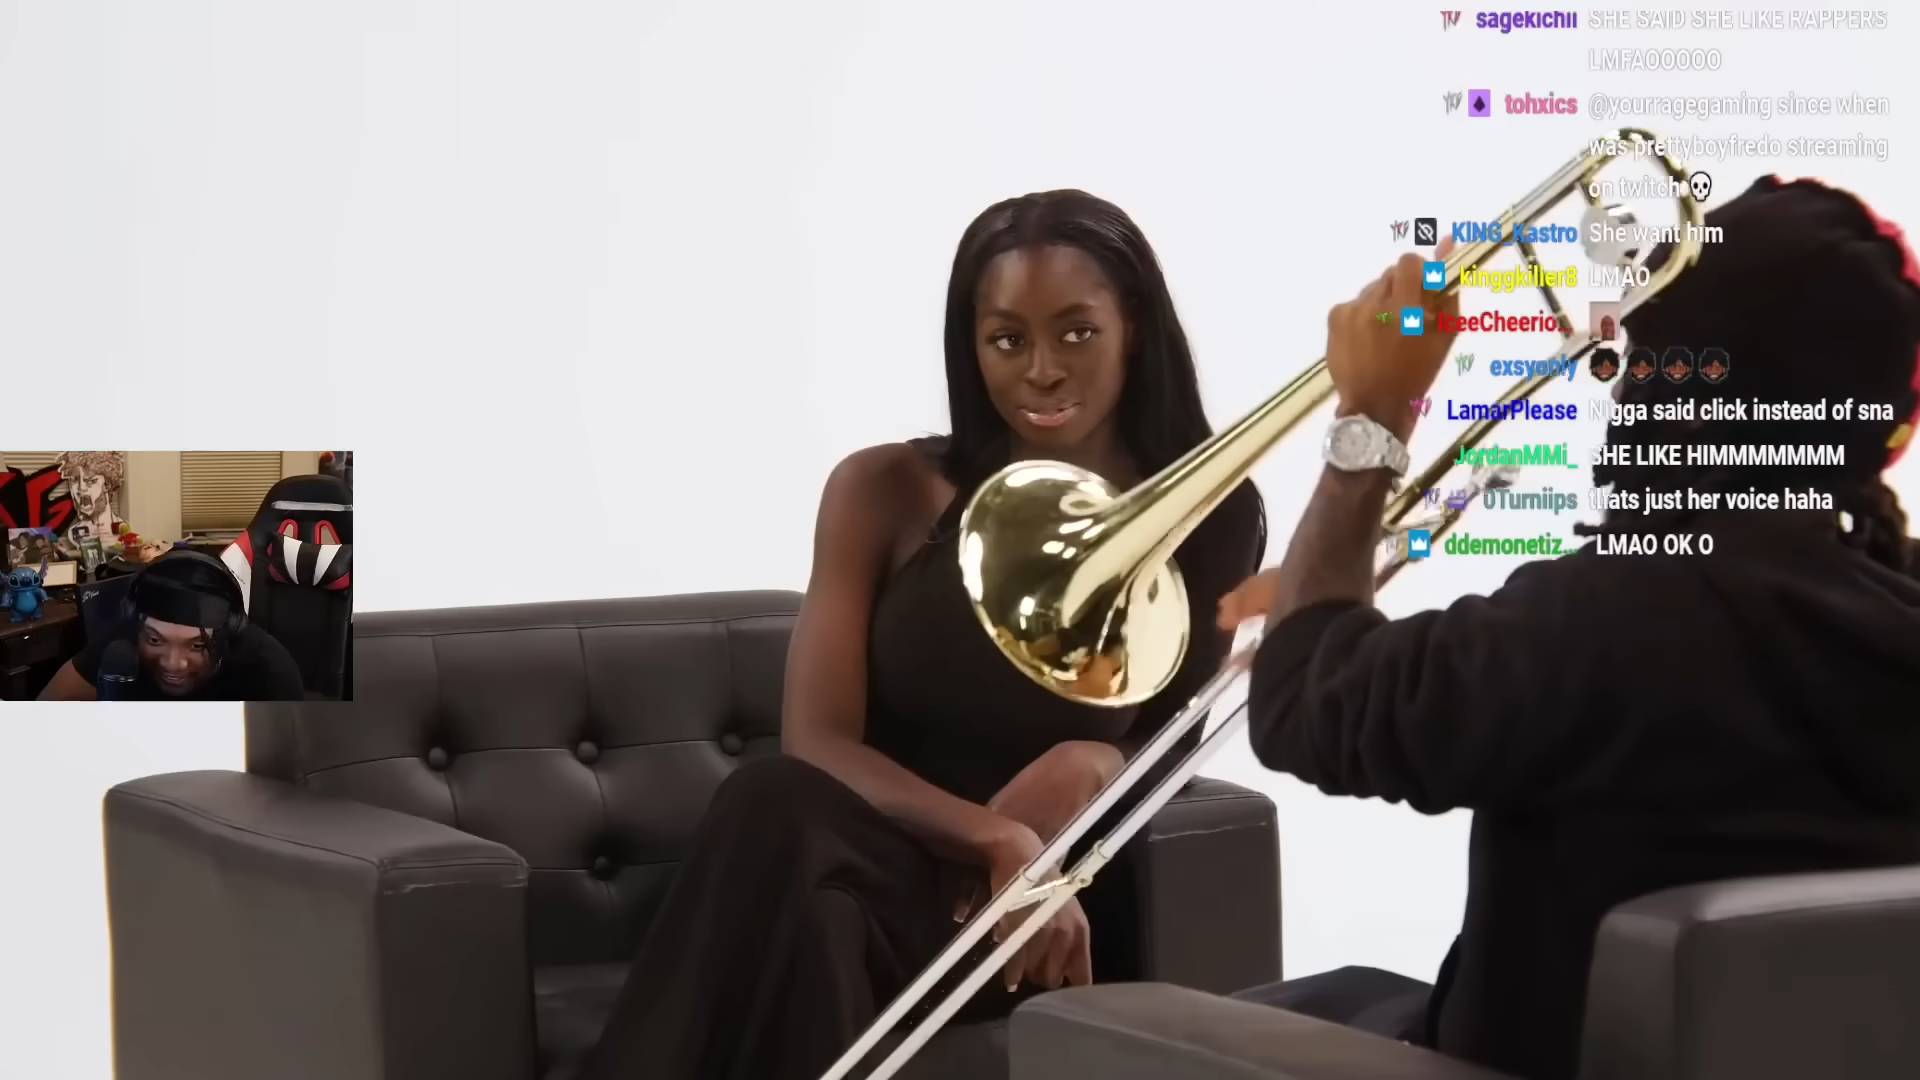 sagekichii SHE SAID SHE LIKE RAPPERS
LMFAOOOOO
tohxics @yourragegaming since when
was prettyboyfredo streaming
on twitch💀
KING_Kastro She want him
kinggkiller8 LMAO
IceeCheerio...
exsyonly
LamarPlease Nigga said click instead of sna
JordanMMi_ SHE LIKE HIMMMMMMM
0Turniips thats just her voice haha
ddemonetiz... LMAO OK O